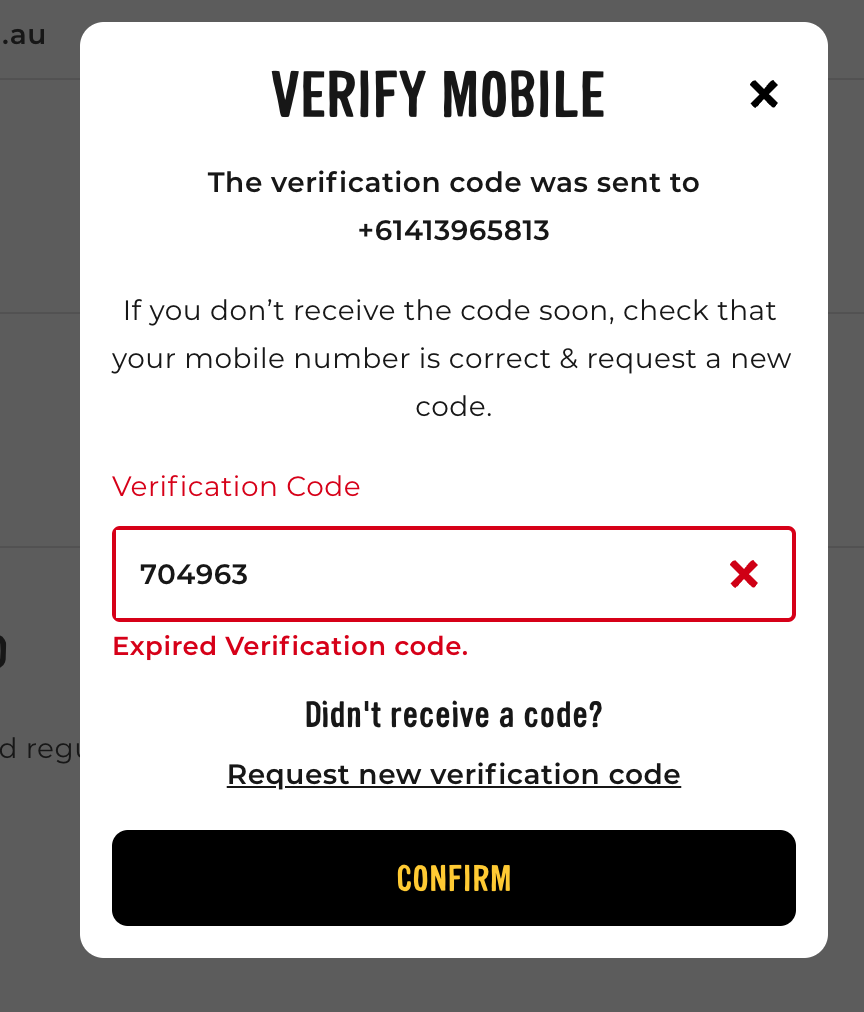 .au
VERIFY MOBILE
The verification code was sent to
+61413965813
If you don’t receive the code soon, check that
your mobile number is correct & request a new
code.
Verification Code
704963
Expired Verification code.
Didn't receive a code?
d regu
Request new verification code
CONFIRM